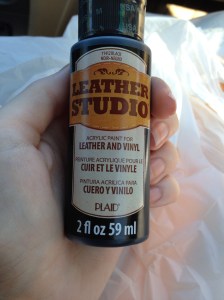 LEATHER
STUDIO
ACRYLIC PAINT FOR
LEATHER AND VINYL
PEINTURE ACRYLIQUE POUR LE
CUIR ET LE VINYLE
PINTURA ACRÍLICA PARA
CUERO Y VINILO
PLAID
2 fl oz 59 ml